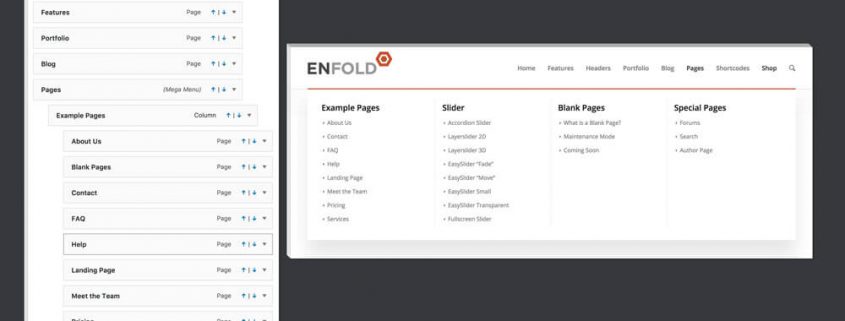 Features Page
Portfolio Page
Blog Page
Pages (Mega Menu)
Example Pages Column
About Us Page
Blank Pages Page
Contact Page
FAQ Page
Help Page
Landing Page Page
Meet the Team Page
Pricing Page
ENFOLD
Home Features Headers Portfolio Blog Pages Shortcodes Shop
Example Pages
About Us
Contact
FAQ
Help
Landing Page
Meet the Team
Pricing
Services
Slider
Accordion Slider
Layerslider 2D
Layerslider 3D
EasySlider "Fade"
EasySlider "Move"
EasySlider Small
EasySlider Transparent
Fullscreen Slider
Blank Pages
What is a Blank Page?
Maintenance Mode
Coming Soon
Special Pages
Forums
Search
Author Page